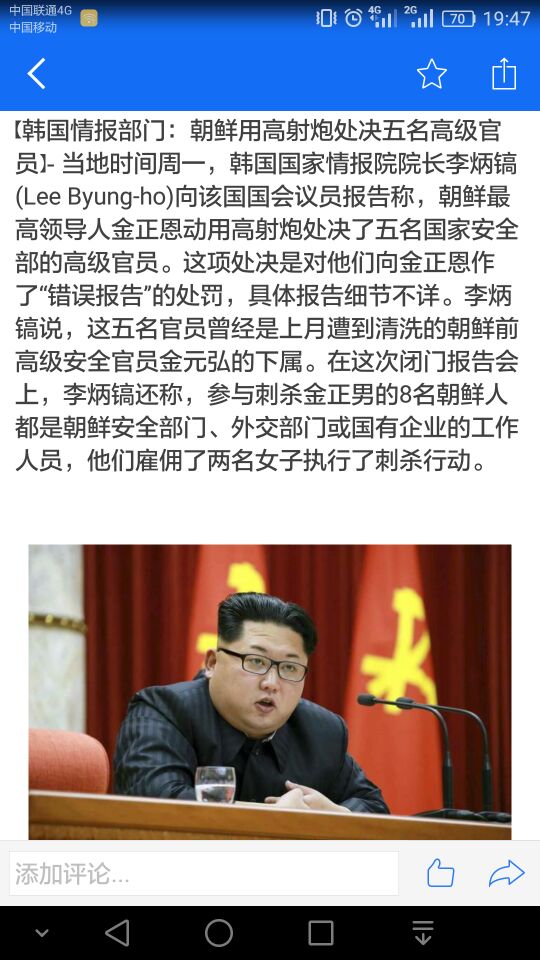 中国联通4G
中国移动
4G
2G
70
19:47
【韩国情报部门：朝鲜用高射炮处决五名高级官
员】- 当地时间周一，韩国国家情报院院长李炳镐
(Lee Byung-ho)向该国国会议员报告称，朝鲜最
高领导人金正恩动用高射炮处决了五名国家安全
部的高级官员。这项处决是对他们向金正恩作
了“错误报告”的处罚，具体报告细节不详。李炳
镐说，这五名官员曾经是上月遭到清洗的朝鲜前
高级安全官员金元弘的下属。在这次闭门报告会
上，李炳镐还称，参与刺杀金正男的8名朝鲜人
都是朝鲜安全部门、外交部门或国有企业的工作
人员，他们雇佣了两名女子执行了刺杀行动。
添加评论...